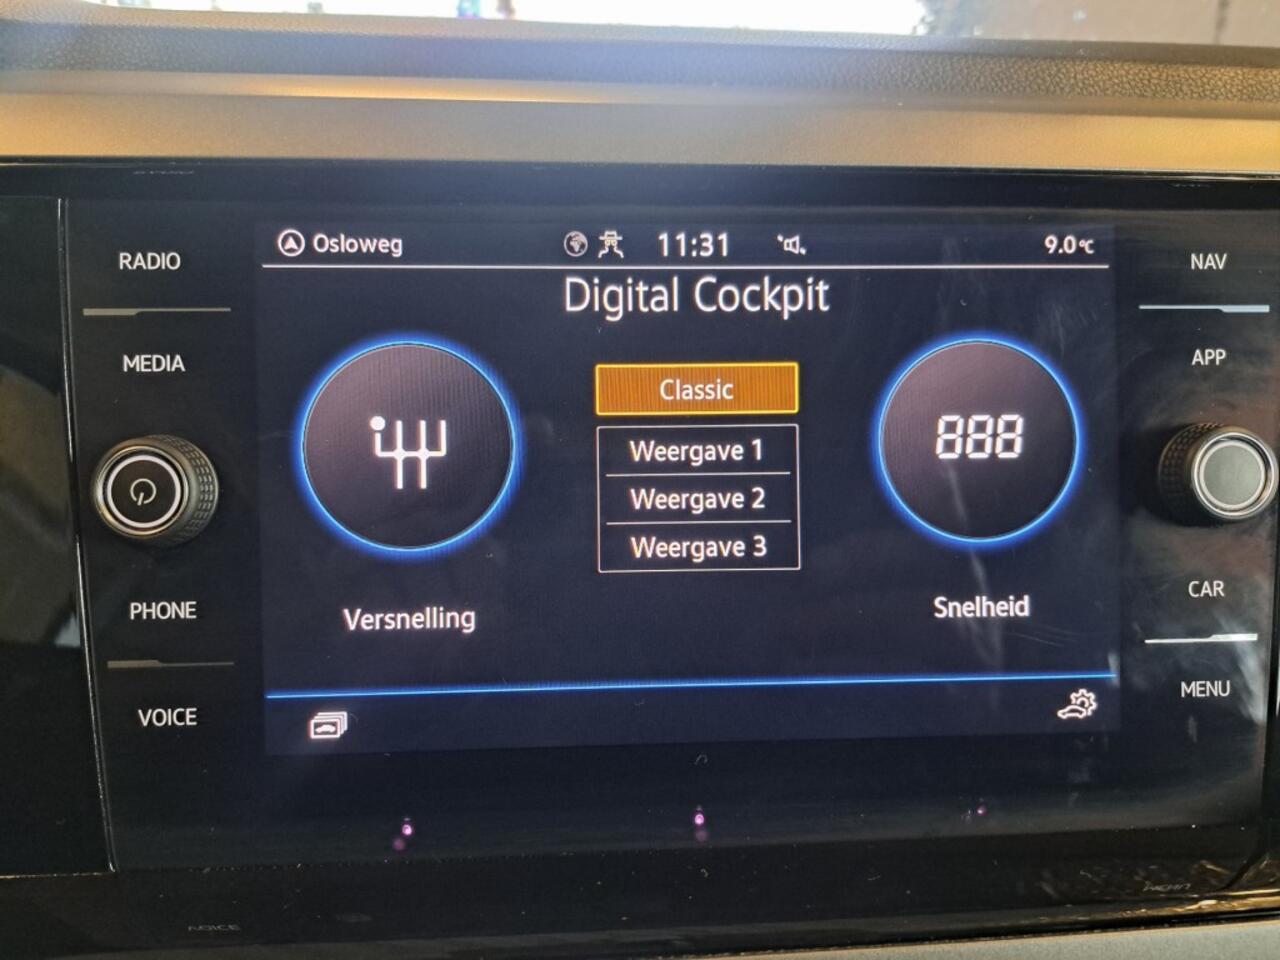 RADIO
MEDIA
PHONE
VOICE
Osloweg
11:31
9.0°C
Digital Cockpit
Classic
Weergave 1
Weergave 2
Weergave 3
888
Versnelling
Snelheid
NAV
APP
CAR
MENU